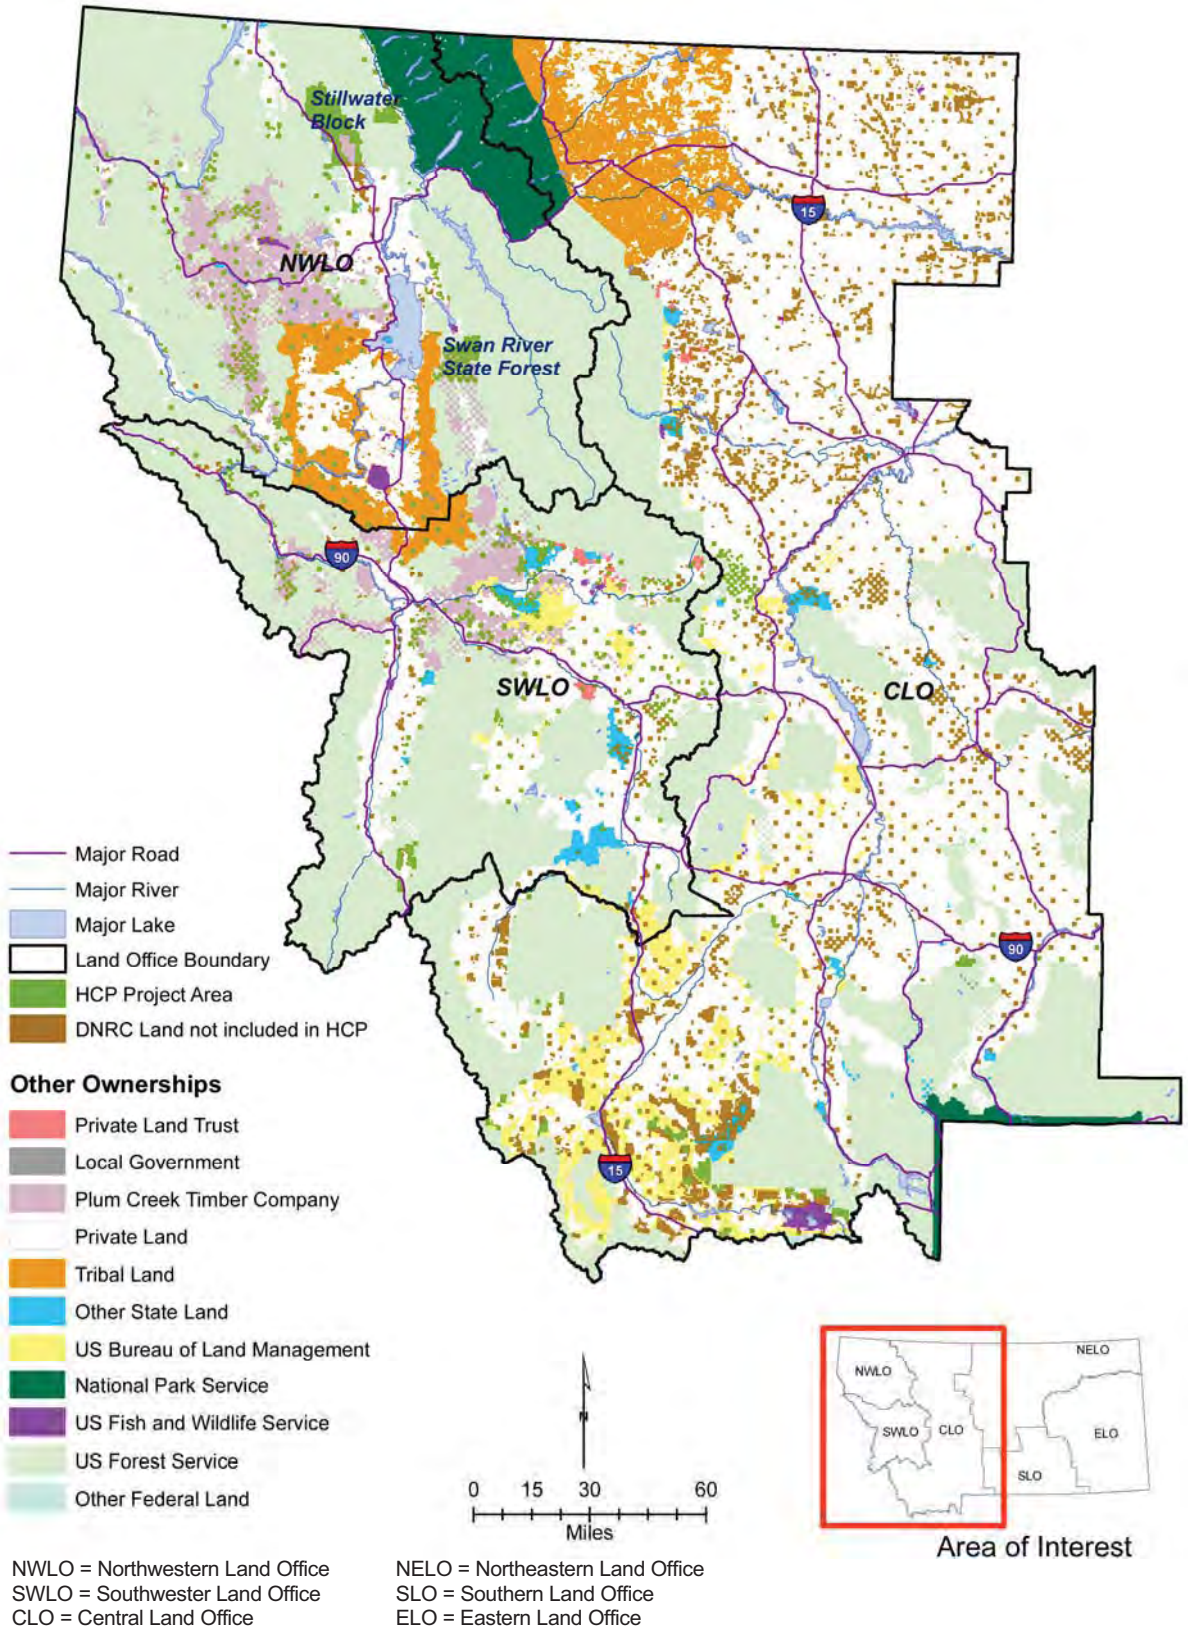 Stillwater
Block
15
NWLO
Swan River
State Forest
90
SWLO
CLO
90
15
Major Road
Major River
Major Lake
Land Office Boundary
HCP Project Area
DNRC Land not included in HCP
Other Ownerships
Private Land Trust
Local Government
Plum Creek Timber Company
Private Land
Tribal Land
Other State Land
US Bureau of Land Management
National Park Service
US Fish and Wildlife Service
US Forest Service
Other Federal Land
N
0 15 30 60
Miles
NELO
NWLO
SWLO
CLO
ELO
SLO
Area of Interest
NWLO = Northwestern Land Office
SWLO = Southwester Land Office
CLO = Central Land Office
NELO = Northeastern Land Office
SLO = Southern Land Office
ELO = Eastern Land Office